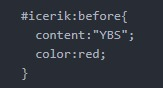 #icerik:before{
content:"YBS";
color:red;
}